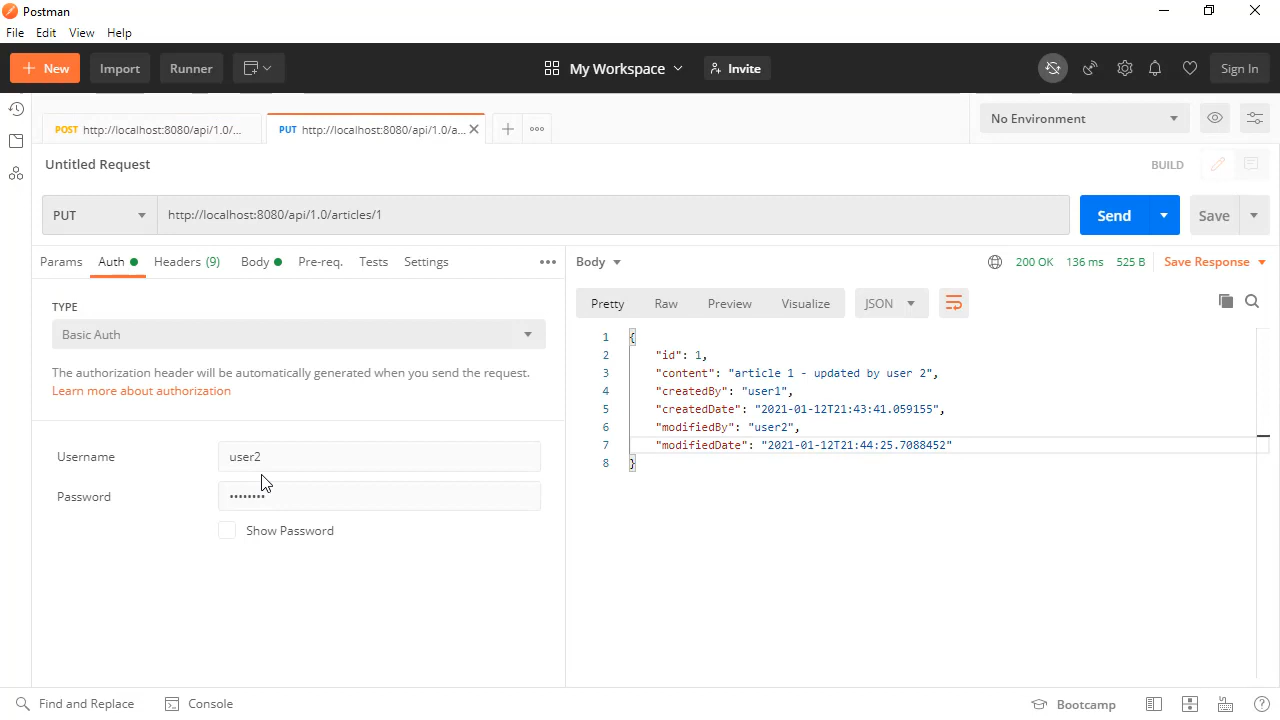 Postman
File Edit View Help
New Import Runner My Workspace Invite Sign In
POST http://localhost:8080/api/1.0/... PUT http://localhost:8080/api/1.0/a... No Environment
Untitled Request BUILD
PUT http://localhost:8080/api/1.0/articles/1 Send Save
Params Auth Headers (9) Body Pre-req. Tests Settings
Body 200 OK 136 ms 525 B Save Response
TYPE
Basic Auth
The authorization header will be automatically generated when you send the request.
Learn more about authorization
Username user2
Password ••••••••
Show Password
Pretty Raw Preview Visualize JSON
1 {
2 "id": 1,
3 "content": "article 1 - updated by user 2",
4 "createdBy": "user1",
5 "createdDate": "2021-01-12T21:43:41.059155",
6 "modifiedBy": "user2",
7 "modifiedDate": "2021-01-12T21:44:25.7088452"
8 }
Find and Replace Console Bootcamp